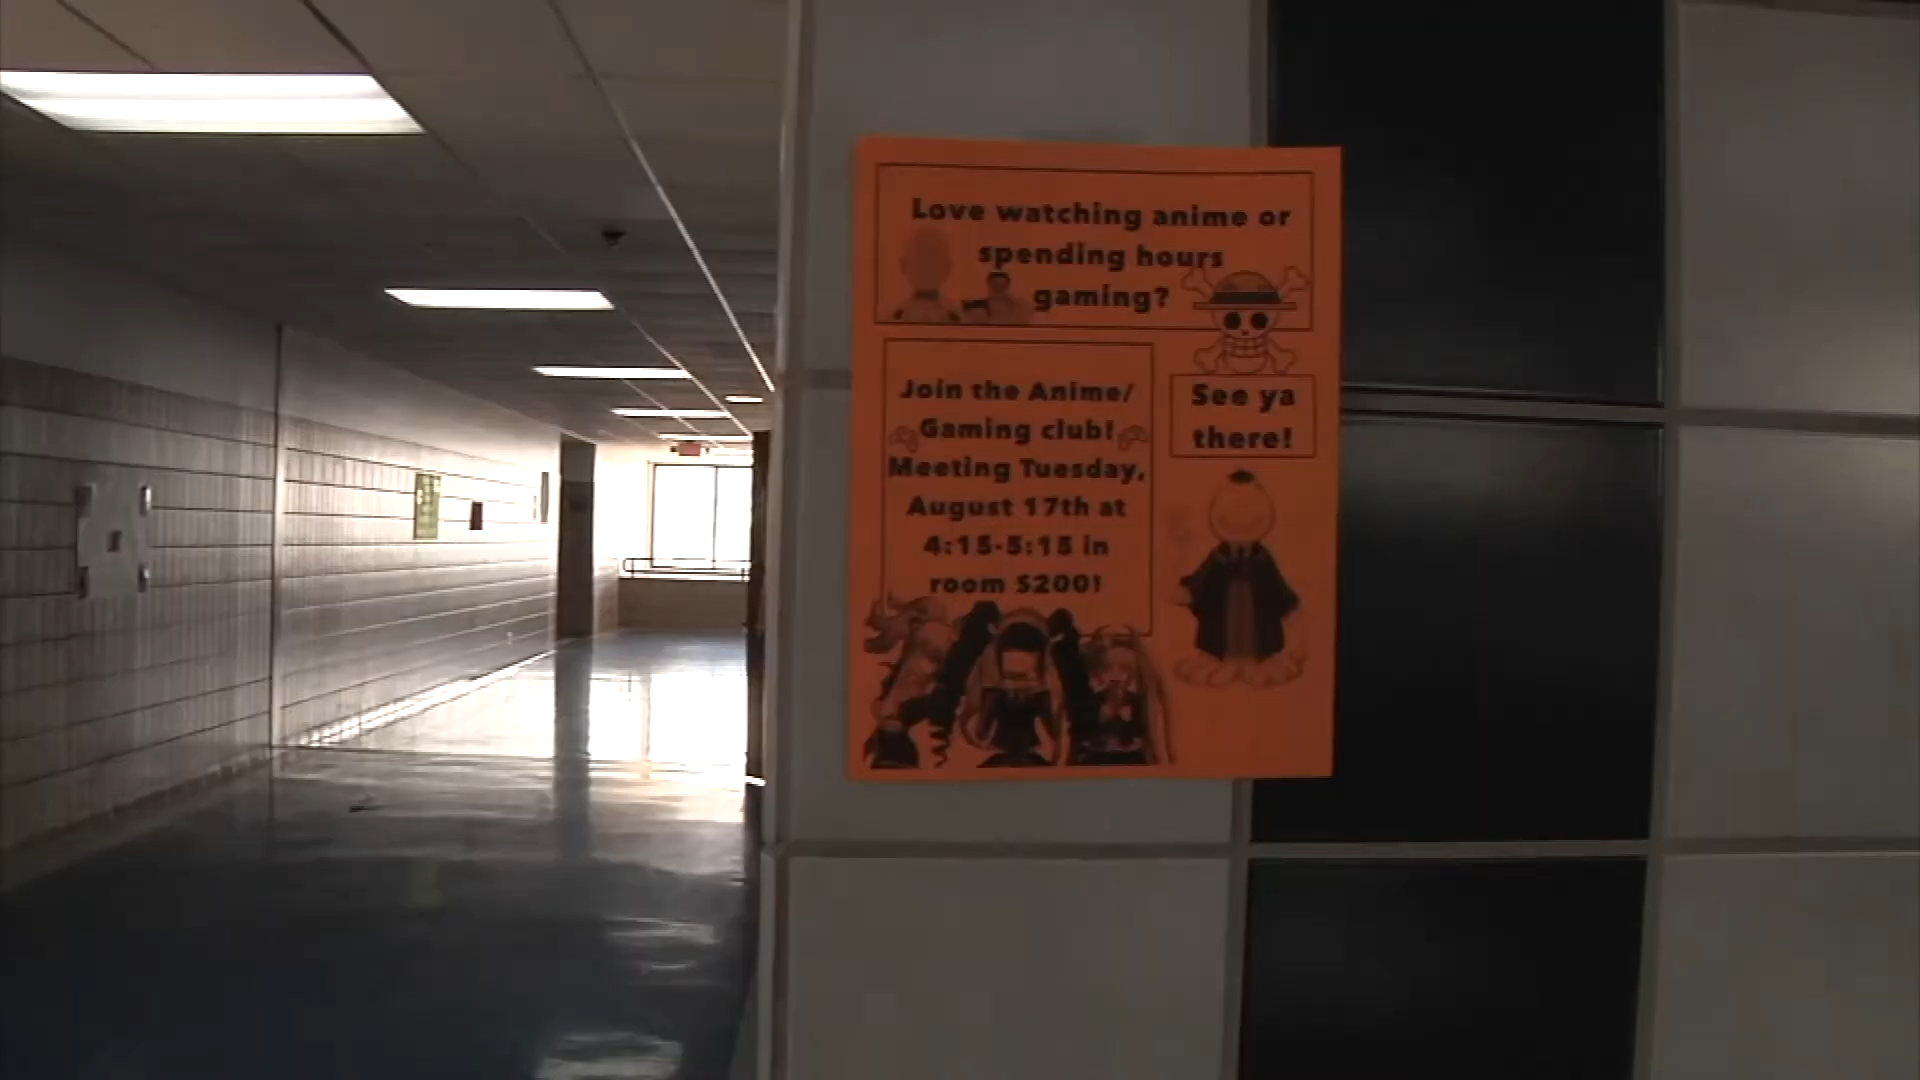 Love watching anime or
spending hours
gaming?
Join the Anime/
Gaming club!
Meeting Tuesday,
August 17th at
4:15-5:15 in
room S200!
See ya
there!